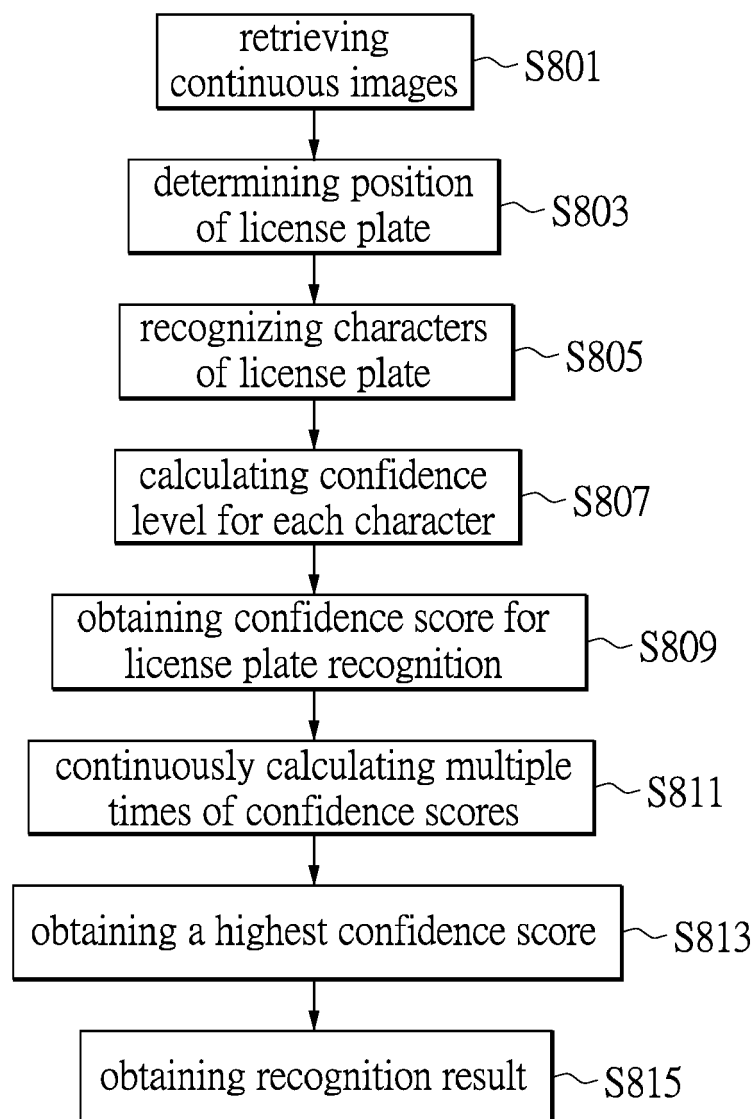 retrieving
continuous images
S801
determining position
of license plate
S803
recognizing characters
of license plate
S805
calculating confidence
level for each character
S807
obtaining confidence score for
license plate recognition
S809
continuously calculating multiple
times of confidence scores
S811
obtaining a highest confidence score
S813
obtaining recognition result
S815